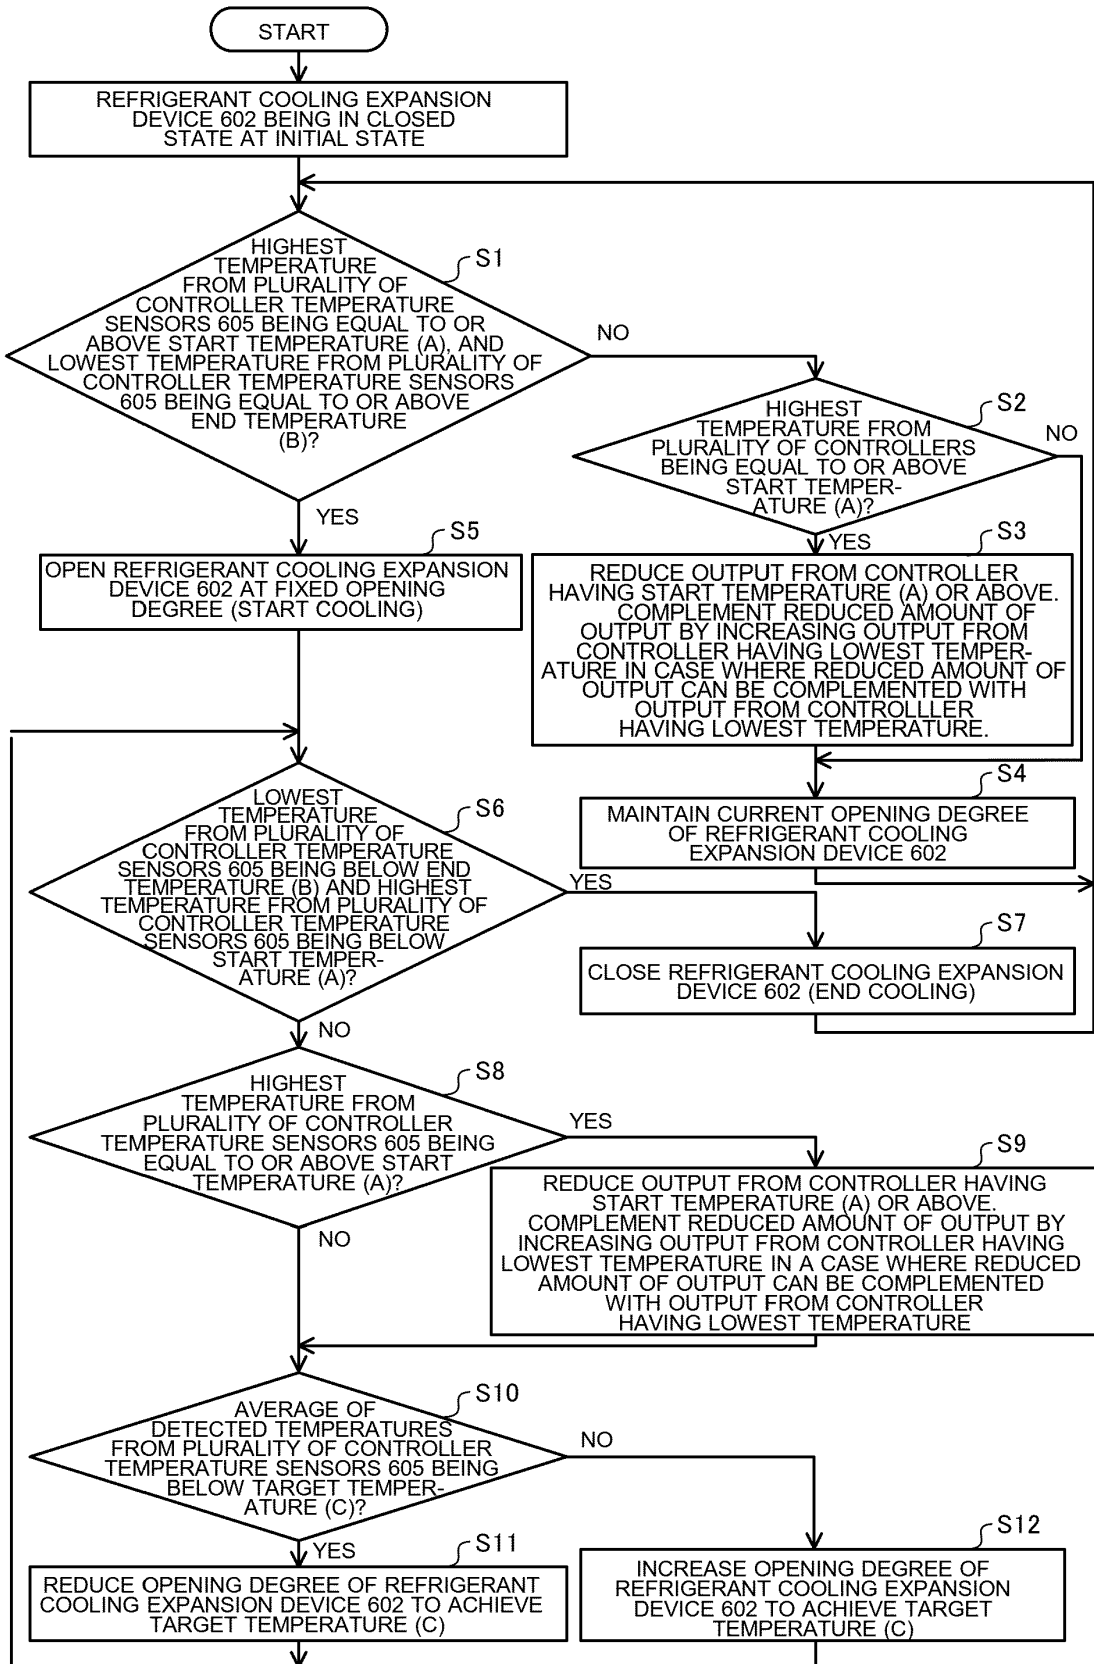 START
REFRIGERANT COOLING EXPANSION
DEVICE 602 BEING IN CLOSED
STATE AT INITIAL STATE
HIGHEST
TEMPERATURE
FROM PLURALITY OF
CONTROLLER TEMPERATURE
SENSORS 605 BEING EQUAL TO OR
ABOVE START TEMPERATURE (A), AND
LOWEST TEMPERATURE FROM PLURALITY OF
CONTROLLER TEMPERATURE SENSORS
605 BEING EQUAL TO OR ABOVE
END TEMPERATURE
(B)?
S1
NO
YES
HIGHEST
TEMPERATURE FROM
PLURALITY OF CONTROLLERS
BEING EQUAL TO OR ABOVE
START TEMPER-
ATURE (A)?
S2
NO
YES
S5
OPEN REFRIGERANT COOLING EXPANSION
DEVICE 602 AT FIXED OPENING
DEGREE (START COOLING)
S3
REDUCE OUTPUT FROM CONTROLLER
HAVING START TEMPERATURE (A) OR ABOVE.
COMPLEMENT REDUCED AMOUNT OF
OUTPUT BY INCREASING OUTPUT FROM
CONTROLLER HAVING LOWEST TEMPER-
ATURE IN CASE WHERE REDUCED AMOUNT OF
OUTPUT CAN BE COMPLEMENTED WITH
OUTPUT FROM CONTROLLLER
HAVING LOWEST TEMPERATURE.
S4
MAINTAIN CURRENT OPENING DEGREE
OF REFRIGERANT COOLING
EXPANSION DEVICE 602
LOWEST
TEMPERATURE
FROM PLURALITY OF
CONTROLLER TEMPERATURE
SENSORS 605 BEING BELOW END
TEMPERATURE (B) AND HIGHEST
TEMPERATURE FROM PLURALITY OF
CONTROLLER TEMPERATURE
SENSORS 605 BEING BELOW
START TEMPER-
ATURE (A)?
S6
YES
NO
S7
CLOSE REFRIGERANT COOLING EXPANSION
DEVICE 602 (END COOLING)
HIGHEST
TEMPERATURE FROM
PLURALITY OF CONTROLLER
TEMPERATURE SENSORS 605 BEING
EQUAL TO OR ABOVE START
TEMPERATURE (A)?
S8
YES
NO
S9
REDUCE OUTPUT FROM CONTROLLER HAVING
START TEMPERATURE (A) OR ABOVE.
COMPLEMENT REDUCED AMOUNT OF OUTPUT BY
INCREASING OUTPUT FROM CONTROLLER HAVING
LOWEST TEMPERATURE IN A CASE WHERE REDUCED
AMOUNT OF OUTPUT CAN BE COMPLEMENTED
WITH OUTPUT FROM CONTROLLER
HAVING LOWEST TEMPERATURE
AVERAGE OF
DETECTED TEMPERATURES
FROM PLURALITY OF CONTROLLER
TEMPERATURE SENSORS 605 BEING
BELOW TARGET TEMPER-
ATURE (C)?
S10
NO
YES
S11
REDUCE OPENING DEGREE OF REFRIGERANT
COOLING EXPANSION DEVICE 602 TO ACHIEVE
TARGET TEMPERATURE (C)
S12
INCREASE OPENING DEGREE OF
REFRIGERANT COOLING EXPANSION
DEVICE 602 TO ACHIEVE TARGET
TEMPERATURE (C)